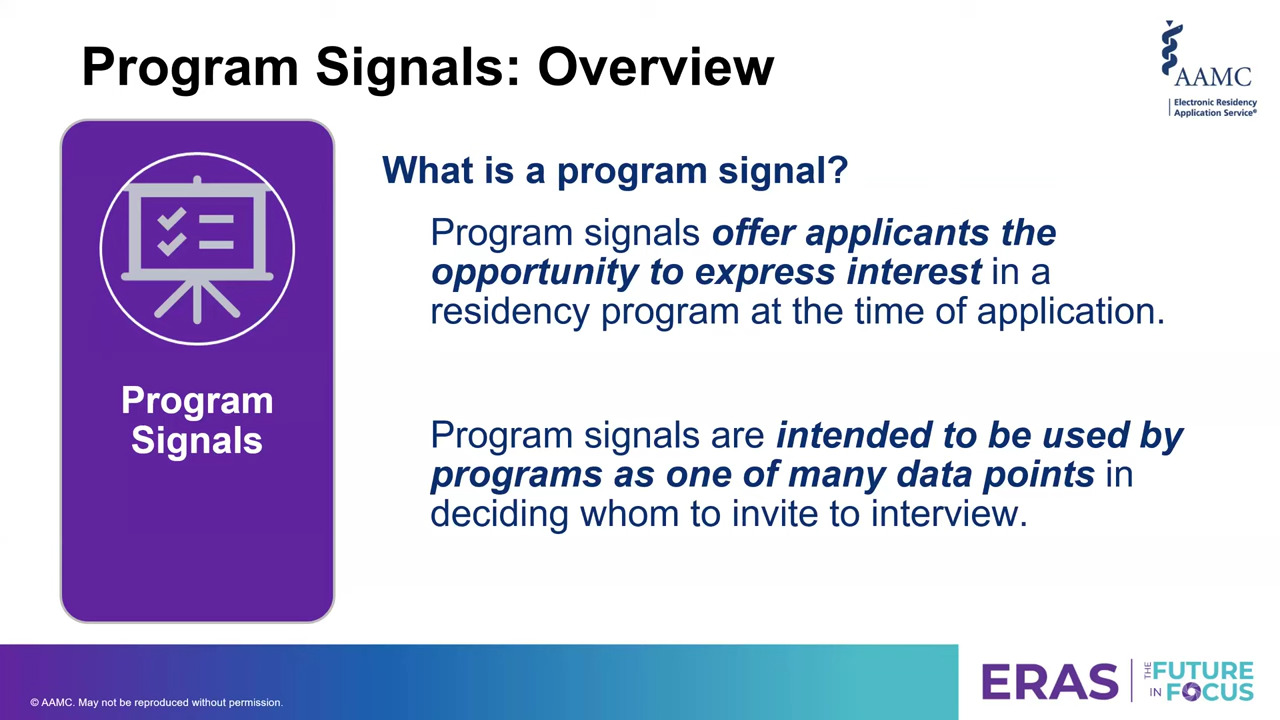 Program Signals: Overview
AAMC
Electronic Residency
Application Service®
Program
Signals
What is a program signal?
Program signals offer applicants the
opportunity to express interest in a
residency program at the time of application.
Program signals are intended to be used by
programs as one of many data points in
deciding whom to invite to interview.
© AAMC. May not be reproduced without permission.
ERAS
THE FUTURE
IN FOCUS